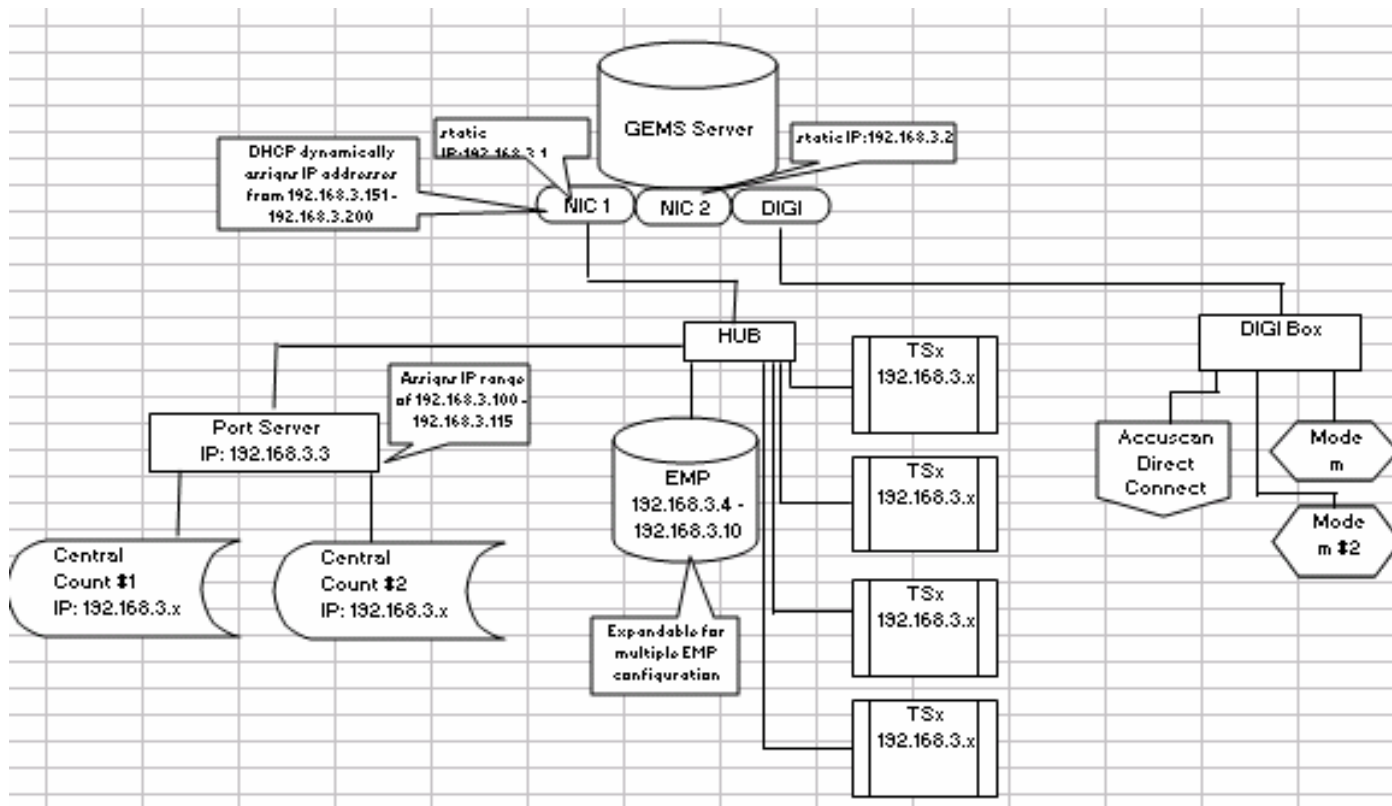 GEMS Server
static
IP:192.168.3.1
static IP:192.168.3.2
DHCP dynamically
assigns IP addresses
from 192.168.3.151 -
192.168.3.200
NIC 1
NIC 2
DIGI
HUB
DIGI Box
TSx
192.168.3.x
Assigns IP range
of 192.168.3.100 -
192.168.3.115
Port Server
IP: 192.168.3.3
Accuscan
Direct
Connect
Mode
m
EMP
192.168.3.4 -
192.168.3.10
TSx
192.168.3.x
Mode
m #2
Central
Count #1
IP: 192.168.3.x
Central
Count #2
IP: 192.168.3.x
TSx
192.168.3.x
Expandable for
multiple EMP
configuration
TSx
192.168.3.x